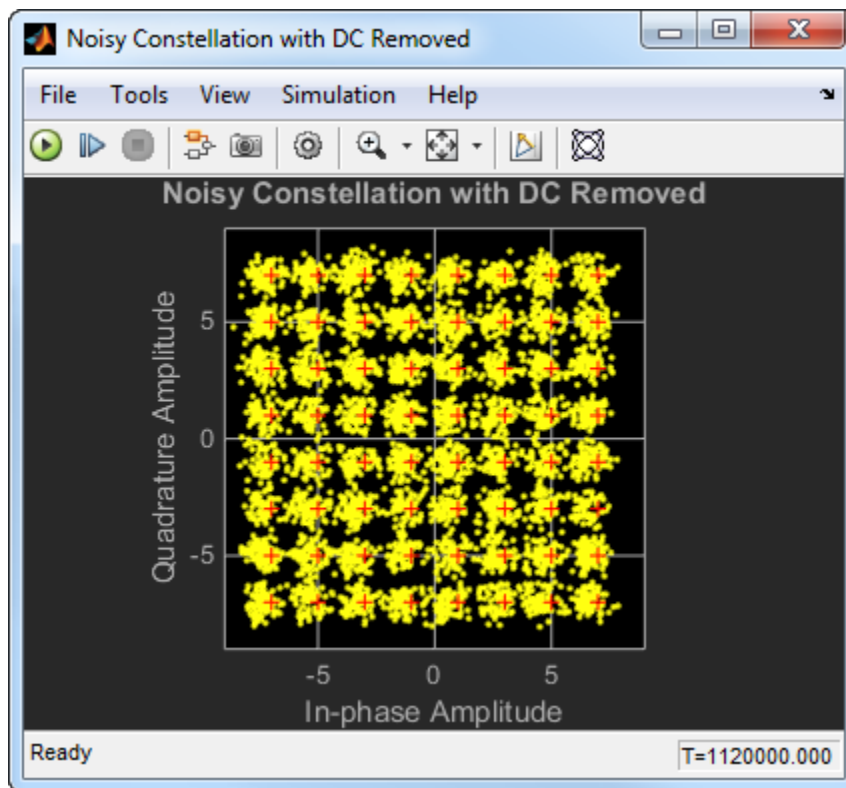 Noisy Constellation with DC Removed
File Tools View Simulation Help
Noisy Constellation with DC Removed
Quadrature Amplitude
5
0
-5
-5 0 5
In-phase Amplitude
Ready T=1120000.000